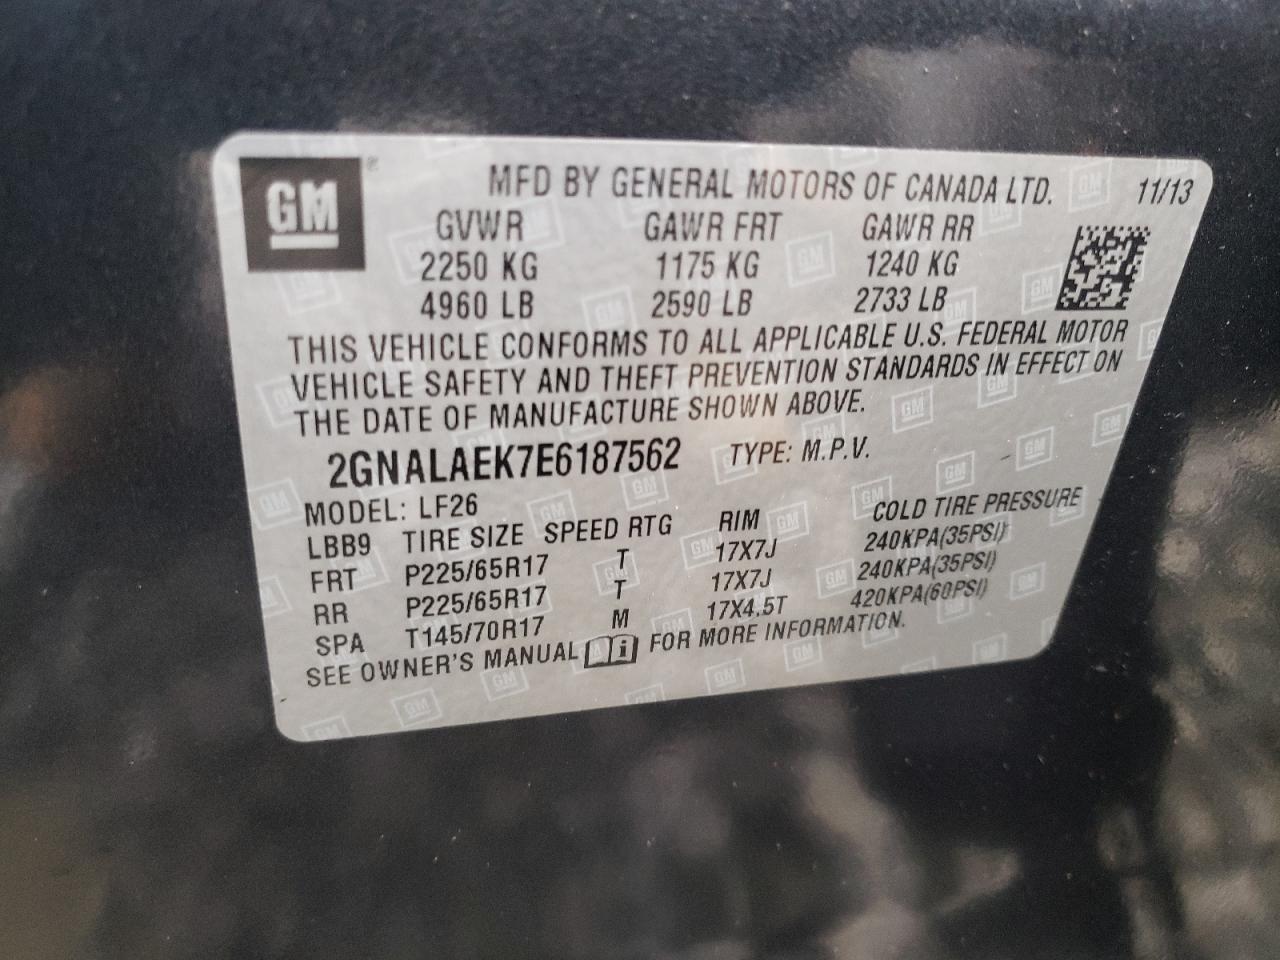 GM
MFD BY GENERAL MOTORS OF CANADA LTD. 11/13
GVWR GAWR FRT GAWR RR
2250 KG 1175 KG 1240 KG
4960 LB 2590 LB 2733 LB
THIS VEHICLE CONFORMS TO ALL APPLICABLE U.S. FEDERAL MOTOR
VEHICLE SAFETY AND THEFT PREVENTION STANDARDS IN EFFECT ON
THE DATE OF MANUFACTURE SHOWN ABOVE.
2GNALAEK7E6187562 TYPE: M.P.V.
MODEL: LF26
LBB9 TIRE SIZE SPEED RTG RIM COLD TIRE PRESSURE
FRT P225/65R17 T 17X7J 240KPA(35PSI)
RR P225/65R17 T 17X7J 240KPA(35PSI)
SPA T145/70R17 M 17X4.5T 420KPA(60PSI)
SEE OWNER'S MANUAL i FOR MORE INFORMATION.